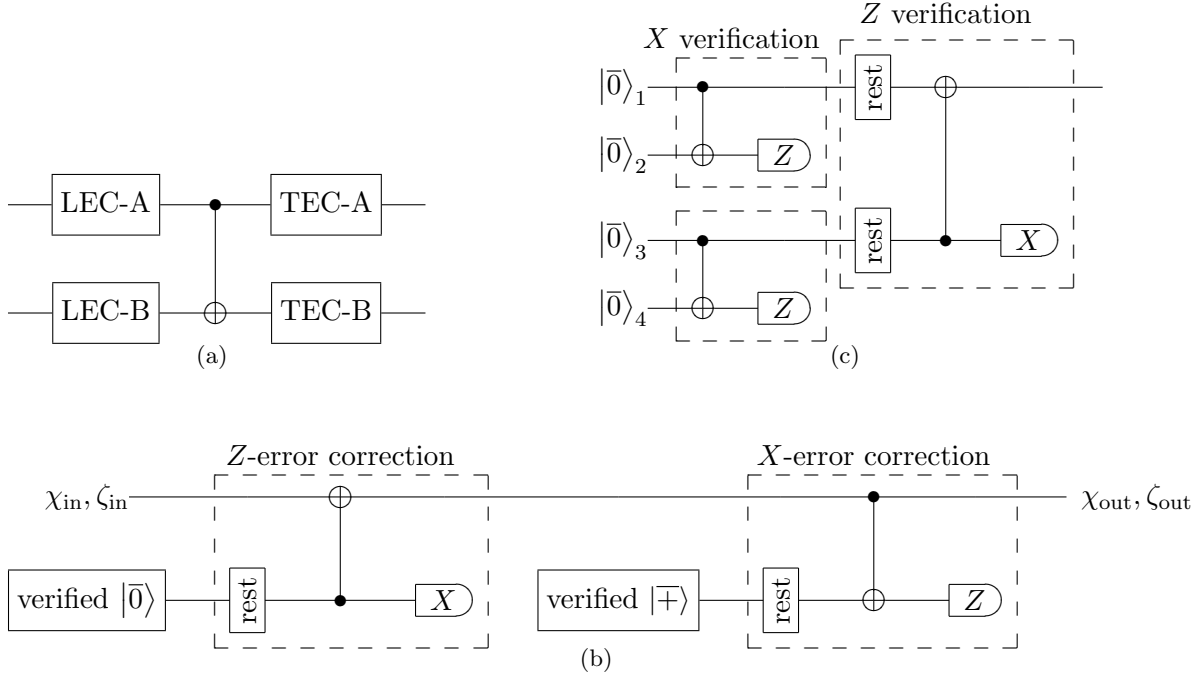 LEC-A
TEC-A
LEC-B
TEC-B
(a)
Z verification
X verification
|0̅⟩₁
rest
|0̅⟩₂
Z
|0̅⟩₃
rest
X
|0̅⟩₄
Z
(c)
Z-error correction
X-error correction
χin, ζin
χout, ζout
verified |0̅⟩
rest
X
verified |+̅⟩
rest
Z
(b)